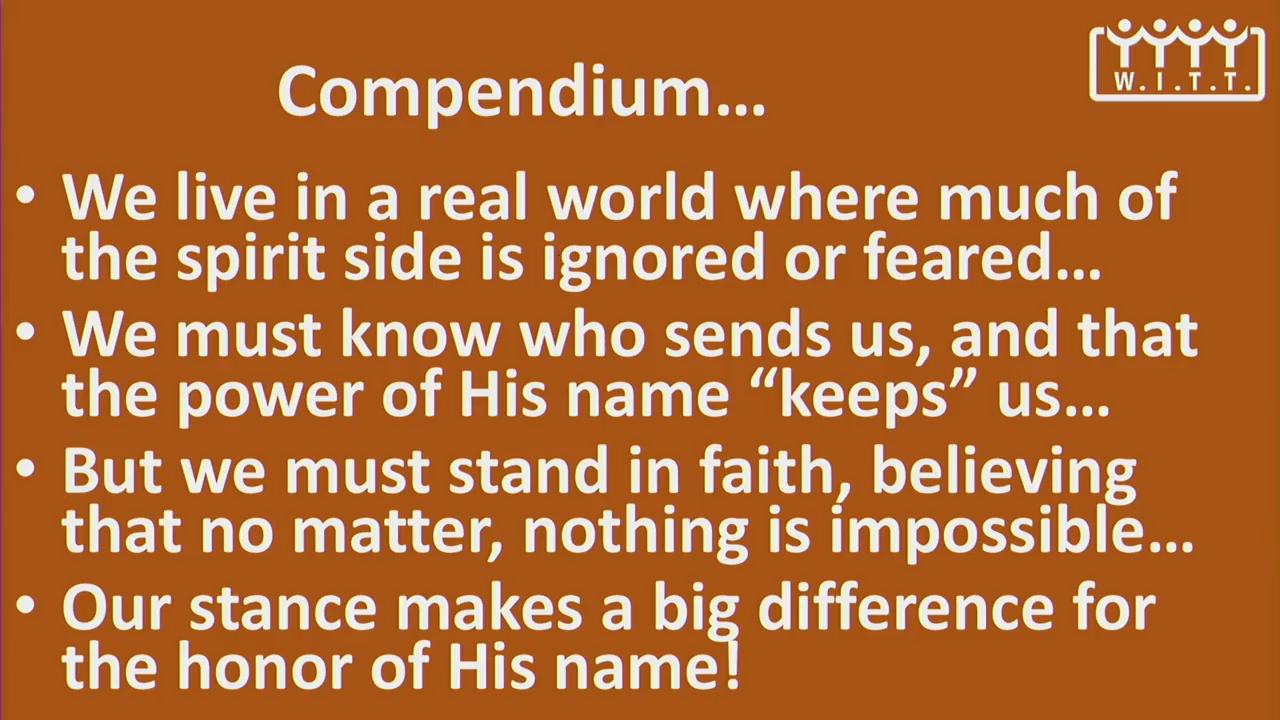 W.I.T.T.
Compendium...
• We live in a real world where much of
the spirit side is ignored or feared...
• We must know who sends us, and that
the power of His name “keeps” us...
• But we must stand in faith, believing
that no matter, nothing is impossible...
• Our stance makes a big difference for
the honor of His name!